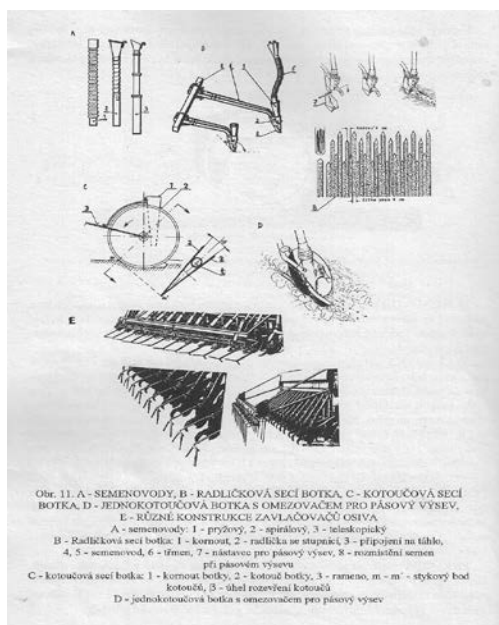 A
B
C
D
E
Obr. 11. A - SEMENOVODY, B - RADLIČKOVÁ SECÍ BOTKA, C - KOTOUČOVÁ SECÍ
BOTKA, D - JEDNOKOTOUČOVÁ BOTKA S OMEZOVAČEM PRO PÁSOVÝ VÝSEV,
E - RŮZNÉ KONSTRUKCE ZAVLAČOVAČŮ OSIVA
A - semenovody: 1 - pryžový, 2 - spirálový, 3 - teleskopický
B - Radličková secí botka: 1 - kornout, 2 - radlička se stupnicí, 3 - připojení na táhlo,
4, 5 - semenovod, 6 - třmen, 7 - nástavec pro pásový výsev, 8 - rozmístění semen
při pásovém výsevu
C - kotoučová secí botka: 1 - kornout botky, 2 - kotouč botky, 3 - rameno, m - m´ - stykový bod
kotoučů, β - úhel rozevření kotoučů
D - jednokotoučová botka s omezovačem pro pásový výsev